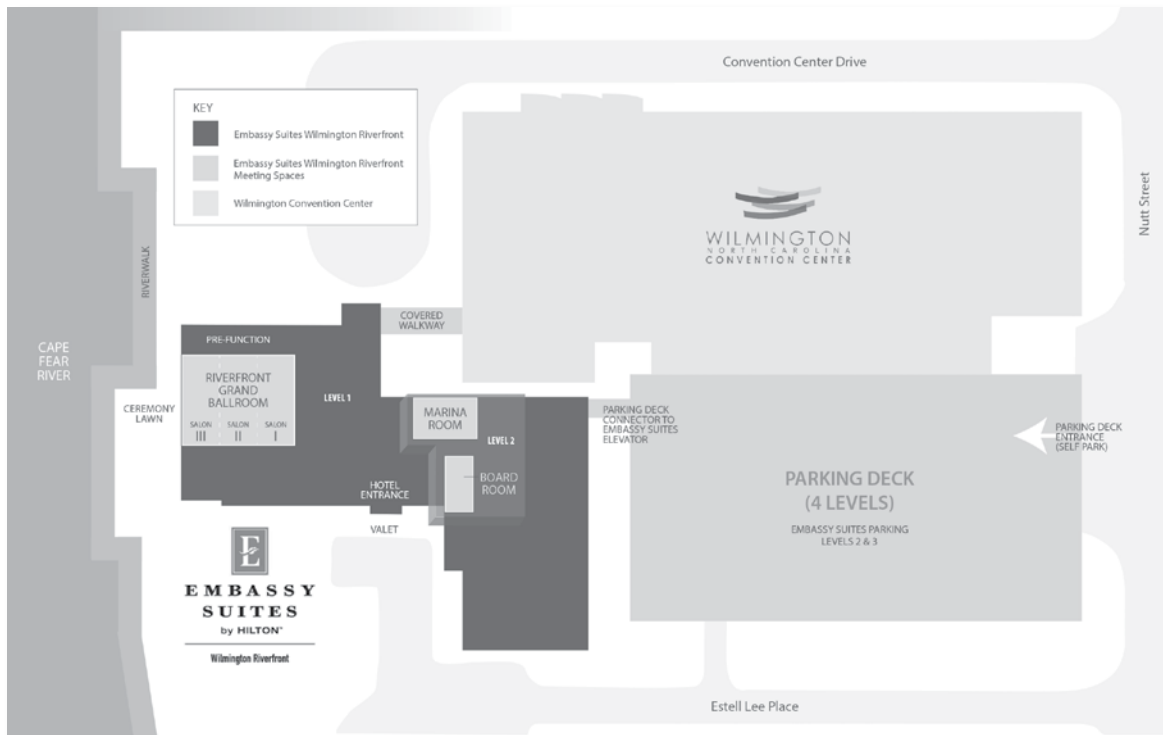 Convention Center Drive
KEY
Embassy Suites Wilmington Riverfront
Embassy Suites Wilmington Riverfront
Meeting Spaces
Wilmington Convention Center
Nutt Street
WILMINGTON
NORTH CAROLINA
CONVENTION CENTER
RIVERWALK
CAPE
FEAR
RIVER
COVERED
WALKWAY
PRE-FUNCTION
RIVERFRONT
GRAND
BALLROOM
SALON
III
SALON
II
SALON
I
LEVEL 1
CEREMONY
LAWN
MARINA
ROOM
LEVEL 2
BOARD
ROOM
PARKING DECK
CONNECTOR TO
EMBASSY SUITES
ELEVATOR
PARKING DECK
ENTRANCE
(SELF PARK)
HOTEL
ENTRANCE
VALET
PARKING DECK
(4 LEVELS)
EMBASSY SUITES PARKING
LEVELS 2 & 3
E
EMBASSY
SUITES
by HILTON™
Wilmington Riverfront
Estell Lee Place